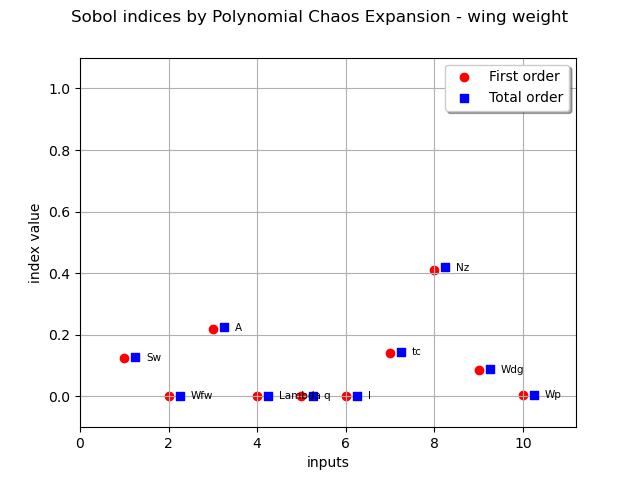 Sobol indices by Polynomial Chaos Expansion - wing weight
First order
Total order
1.0
0.8
0.6
0.4
0.2
0.0
index value
Nz
A
Sw
tc
Wdg
Wfw
Lambda
q
l
Wp
0
2
4
6
8
10
inputs